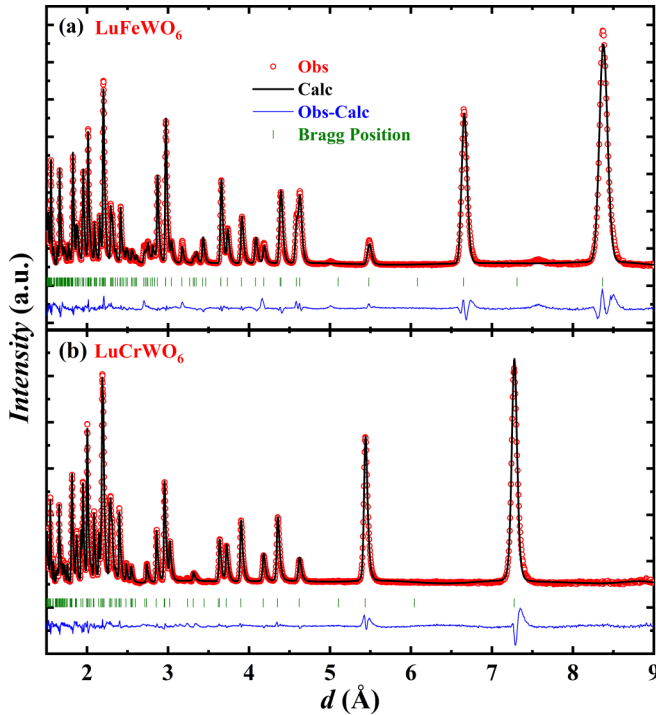 (a) LuFeWO₆
Obs
Calc
Obs-Calc
Bragg Position
Intensity (a.u.)
(b) LuCrWO₆
2 3 4 5 6 7 8 9
d (Å)